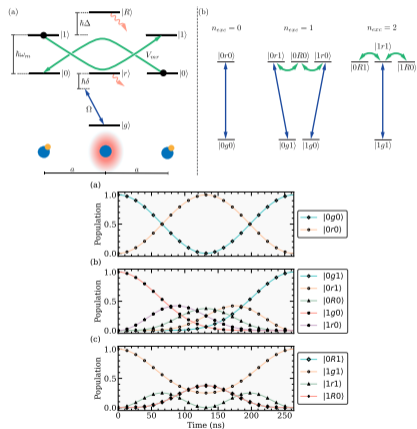 (a)
|R⟩
ħΔ
|1⟩
|1⟩
ħω_m
V_mr
|0⟩
|r⟩
|0⟩
ħδ
Ω
|g⟩
a
a
(b)
n_exc = 0
n_exc = 1
n_exc = 2
|1r1⟩
|0r0⟩
|0r1⟩
|0R0⟩
|1r0⟩
|0R1⟩
|1R0⟩
|0g0⟩
|0g1⟩
|1g0⟩
|1g1⟩
(a)
Population
1.0
0.5
0.0
|0g0⟩
|0r0⟩
(b)
Population
1.0
0.5
0.0
|0g1⟩
|0r1⟩
|0R0⟩
|1g0⟩
|1r0⟩
(c)
Population
1.0
0.5
0.0
|0R1⟩
|1g1⟩
|1r1⟩
|1R0⟩
0 50 100 150 200 250
Time (ns)